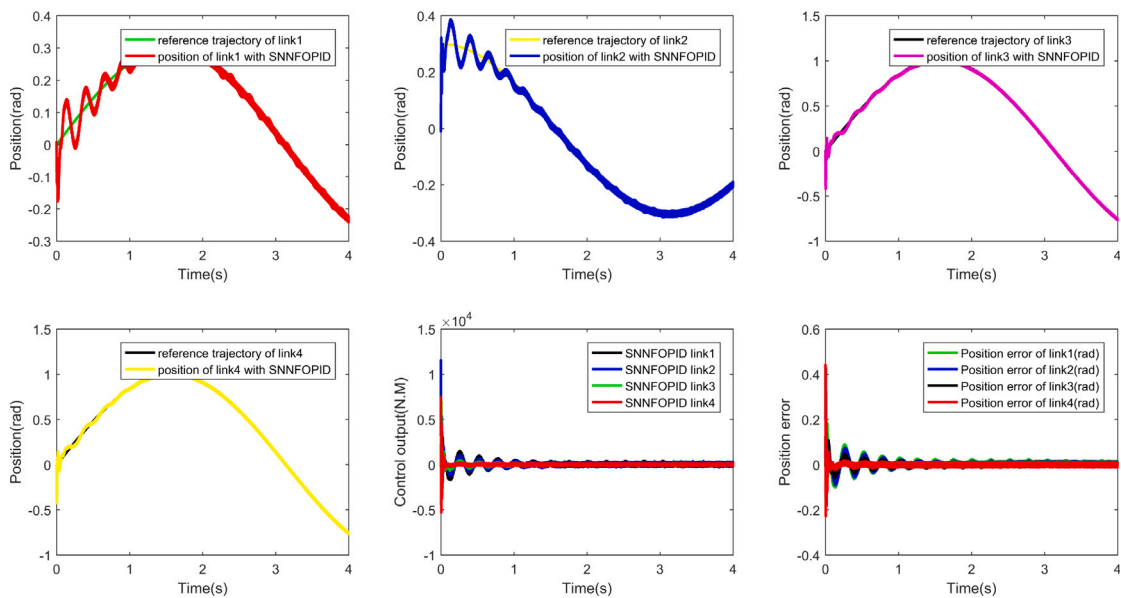 0.4
0.3
0.2
0.1
0
-0.1
-0.2
-0.3
Position(rad)
reference trajectory of link1
position of link1 with SNNFOPID
0 1 2 3 4
Time(s)
0.4
0.2
0
-0.2
-0.4
Position(rad)
reference trajectory of link2
position of link2 with SNNFOPID
0 1 2 3 4
Time(s)
1.5
1
0.5
0
-0.5
-1
Position(rad)
reference trajectory of link3
position of link3 with SNNFOPID
0 1 2 3 4
Time(s)
1.5
1
0.5
0
-0.5
-1
Position(rad)
reference trajectory of link4
position of link4 with SNNFOPID
0 1 2 3 4
Time(s)
×10⁴
1.5
1
0.5
0
-0.5
-1
Control output(N.M)
SNNFOPID link1
SNNFOPID link2
SNNFOPID link3
SNNFOPID link4
0 1 2 3 4
Time(s)
0.6
0.4
0.2
0
-0.2
-0.4
Position error
Position error of link1(rad)
Position error of link2(rad)
Position error of link3(rad)
Position error of link4(rad)
0 1 2 3 4
Time(s)